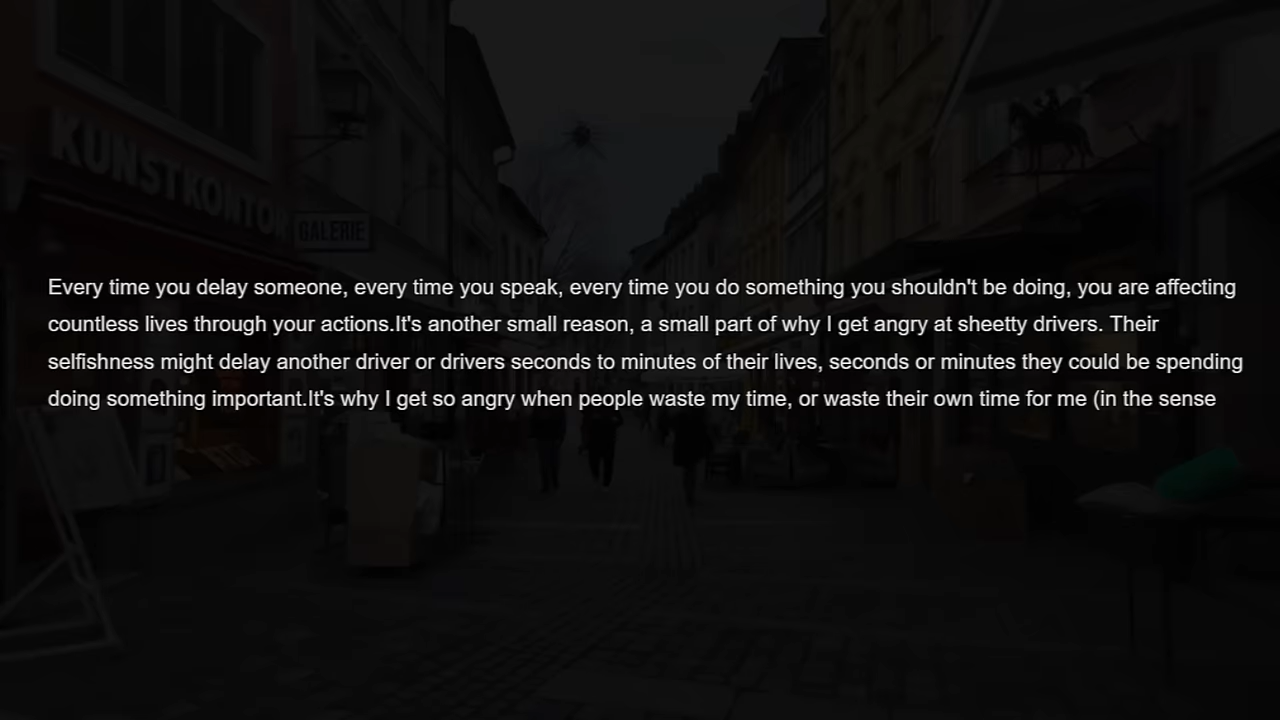 KUNSTKONTOR
GALERIE
Every time you delay someone, every time you speak, every time you do something you shouldn't be doing, you are affecting
countless lives through your actions.It's another small reason, a small part of why I get angry at sheetty drivers. Their
selfishness might delay another driver or drivers seconds to minutes of their lives, seconds or minutes they could be spending
doing something important.It's why I get so angry when people waste my time, or waste their own time for me (in the sense